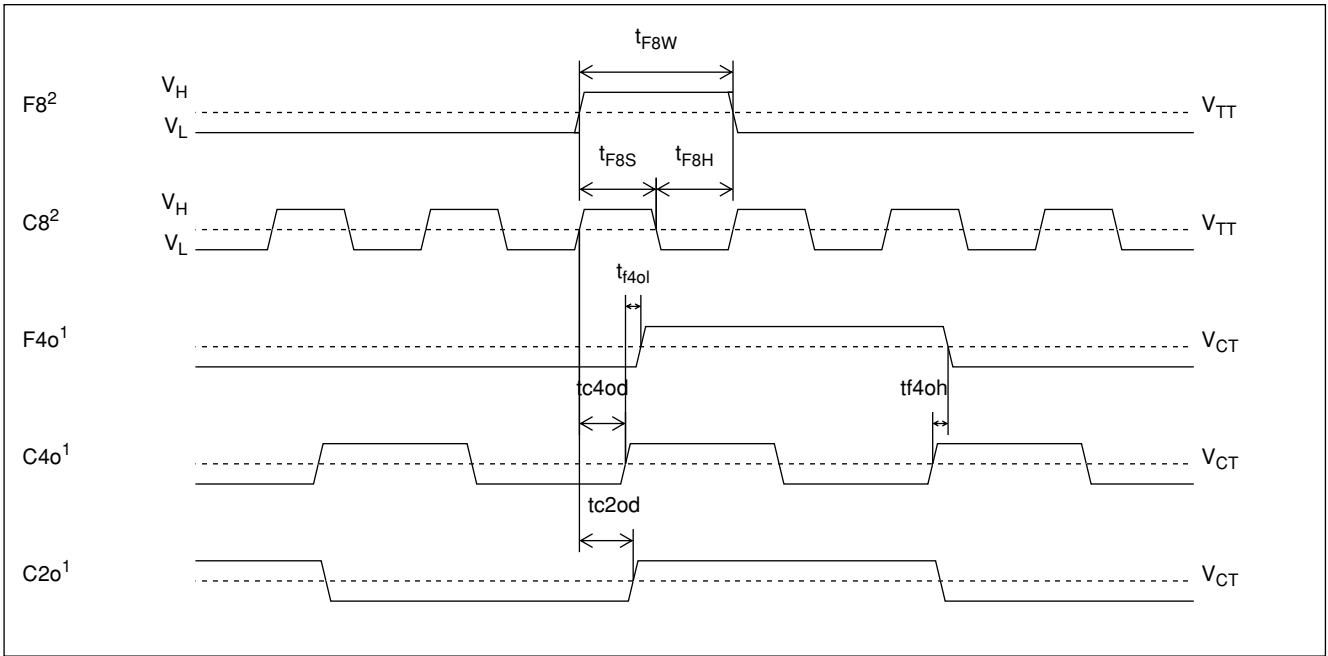 tF8W
VH
F8²
VTT
VL
tF8S
tF8H
VH
C8²
VTT
VL
tf4ol
F4o¹
VCT
tc4od
tf4oh
C4o¹
VCT
tc2od
C2o¹
VCT